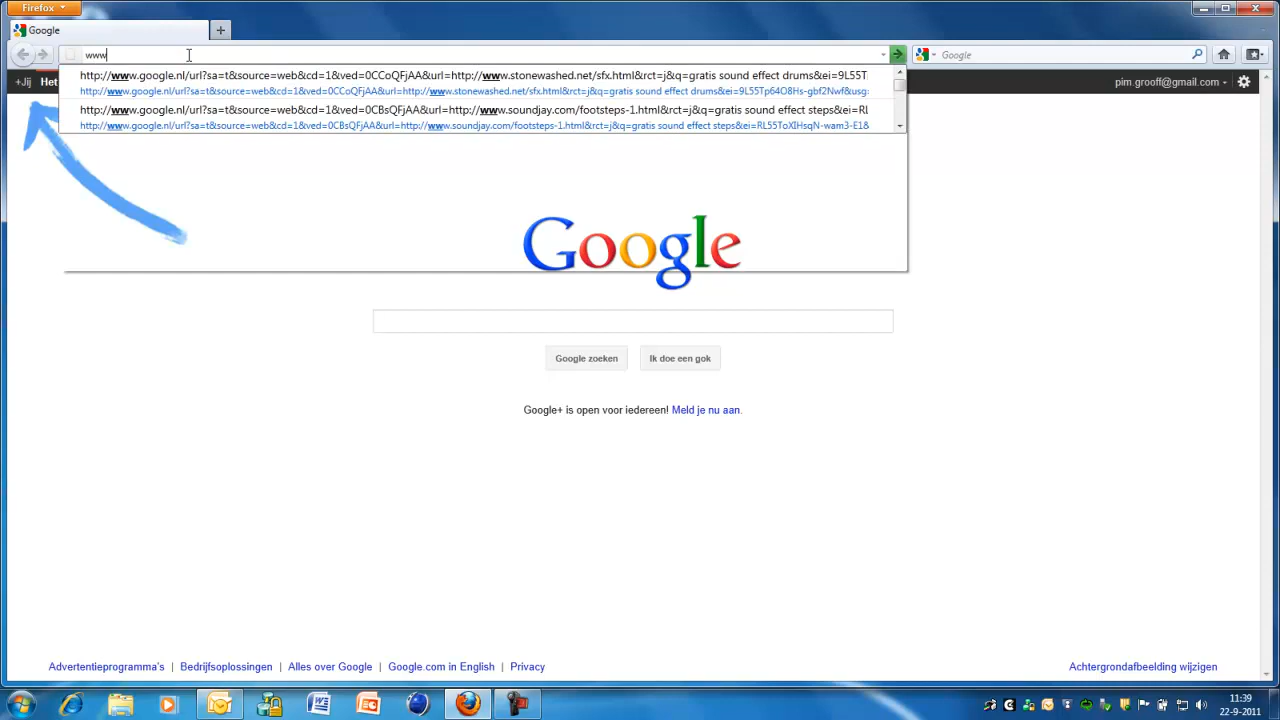 Firefox
Google
www
Google
http://www.google.nl/url?sa=t&source=web&cd=1&ved=0CCoQFjAA&url=http://www.stonewashed.net/sfx.html&rct=j&q=gratis sound effect drums&ei=9L55T
http://www.google.nl/url?sa=t&source=web&cd=1&ved=0CCoQFjAA&url=http://www.stonewashed.net/sfx.html&rct=j&q=gratis sound effect drums&ei=9L55Tp64O8Hs-gbf2Nwf&usg:
http://www.google.nl/url?sa=t&source=web&cd=1&ved=0CBsQFjAA&url=http://www.soundjay.com/footsteps-1.html&rct=j&q=gratis sound effect steps&ei=RL
http://www.google.nl/url?sa=t&source=web&cd=1&ved=0CBsQFjAA&url=http://www.soundjay.com/footsteps-1.html&rct=j&q=gratis sound effect steps&ei=RL55ToXIHsqN-wam3-E1&
+Jij Het
pim.grooff@gmail.com
Google
Google zoeken Ik doe een gok
Google+ is open voor iedereen! Meld je nu aan.
Advertentieprogramma's | Bedrijfsoplossingen | Alles over Google | Google.com in English | Privacy
Achtergrondafbeelding wijzigen
11:39
22-9-2011